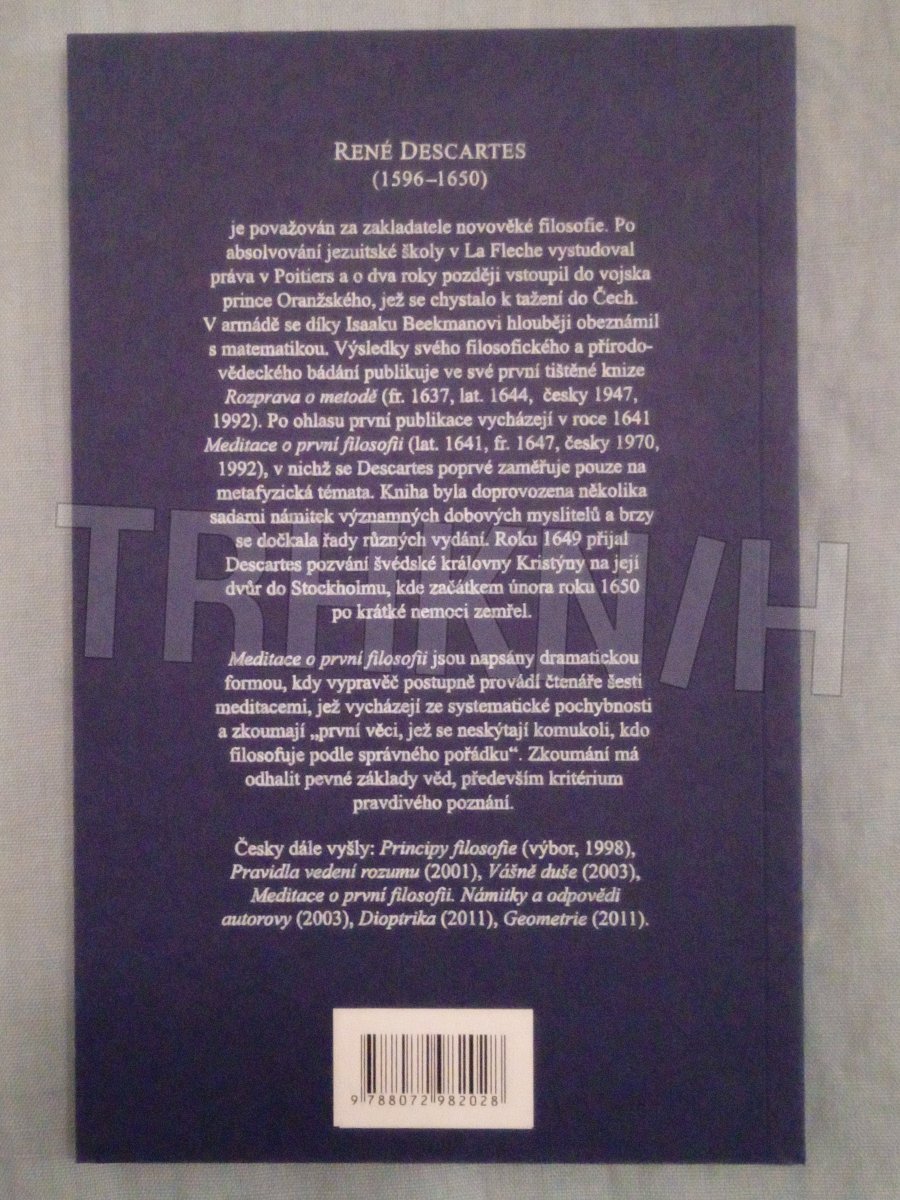 RENÉ DESCARTES
(1596–1650)
je považován za zakladatele novověké filosofie. Po
absolvování jezuitské školy v La Fleche vystudoval
práva v Poitiers a o dva roky později vstoupil do vojska
prince Oranžského, jež se chystalo k tažení do Čech.
V armádě se díky Isaaku Beekmanovi hlouběji obeznámil
s matematikou. Výsledky svého filosofického a přírodo-
vědeckého bádání publikuje ve své první tištěné knize
Rozprava o metodě (fr. 1637, lat. 1644, česky 1947,
1992). Po ohlasu první publikace vycházejí v roce 1641
Meditace o první filosofii (lat. 1641, fr. 1647, česky 1970,
1992), v nichž se Descartes poprvé zaměřuje pouze na
metafyzická témata. Kniha byla doprovozena několika
sadami námitek významných dobových myslitelů a brzy
se dočkala řady různých vydání. Roku 1649 přijal
Descartes pozvání švédské královny Kristýny na její
dvůr do Stockholmu, kde začátkem února roku 1650
po krátké nemoci zemřel.
Meditace o první filosofii jsou napsány dramatickou
formou, kdy vypravěč postupně provádí čtenáře šesti
meditacemi, jež vycházejí ze systematické pochybnosti
a zkoumají „první věci, jež se neskýtají komukoli, kdo
filosofuje podle správného pořádku“. Zkoumání má
odhalit pevné základy věd, především kritérium
pravdivého poznání.
Česky dále vyšly: Principy filosofie (výbor, 1998),
Pravidla vedení rozumu (2001), Vášně duše (2003),
Meditace o první filosofii. Námitky a odpovědi
autorovy (2003), Dioptrika (2011), Geometrie (2011).
9 788072 982028